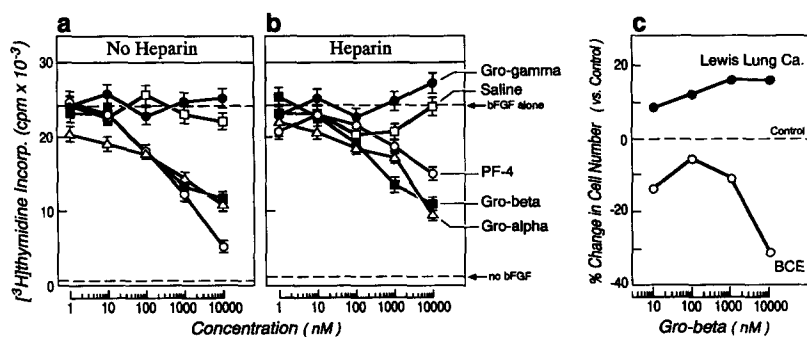 a
No Heparin
[³H]thymidine Incorp. (cpm x 10⁻³)
30
20
10
0
1 10 100 1000 10000
b
Heparin
Gro-gamma
Saline
bFGF alone
PF-4
Gro-beta
Gro-alpha
no bFGF
1 10 100 1000 10000
Concentration (nM)
c
% Change in Cell Number (vs. Control)
20
0
-20
-40
Lewis Lung Ca.
Control
BCE
10 100 1000 10000
Gro-beta (nM)